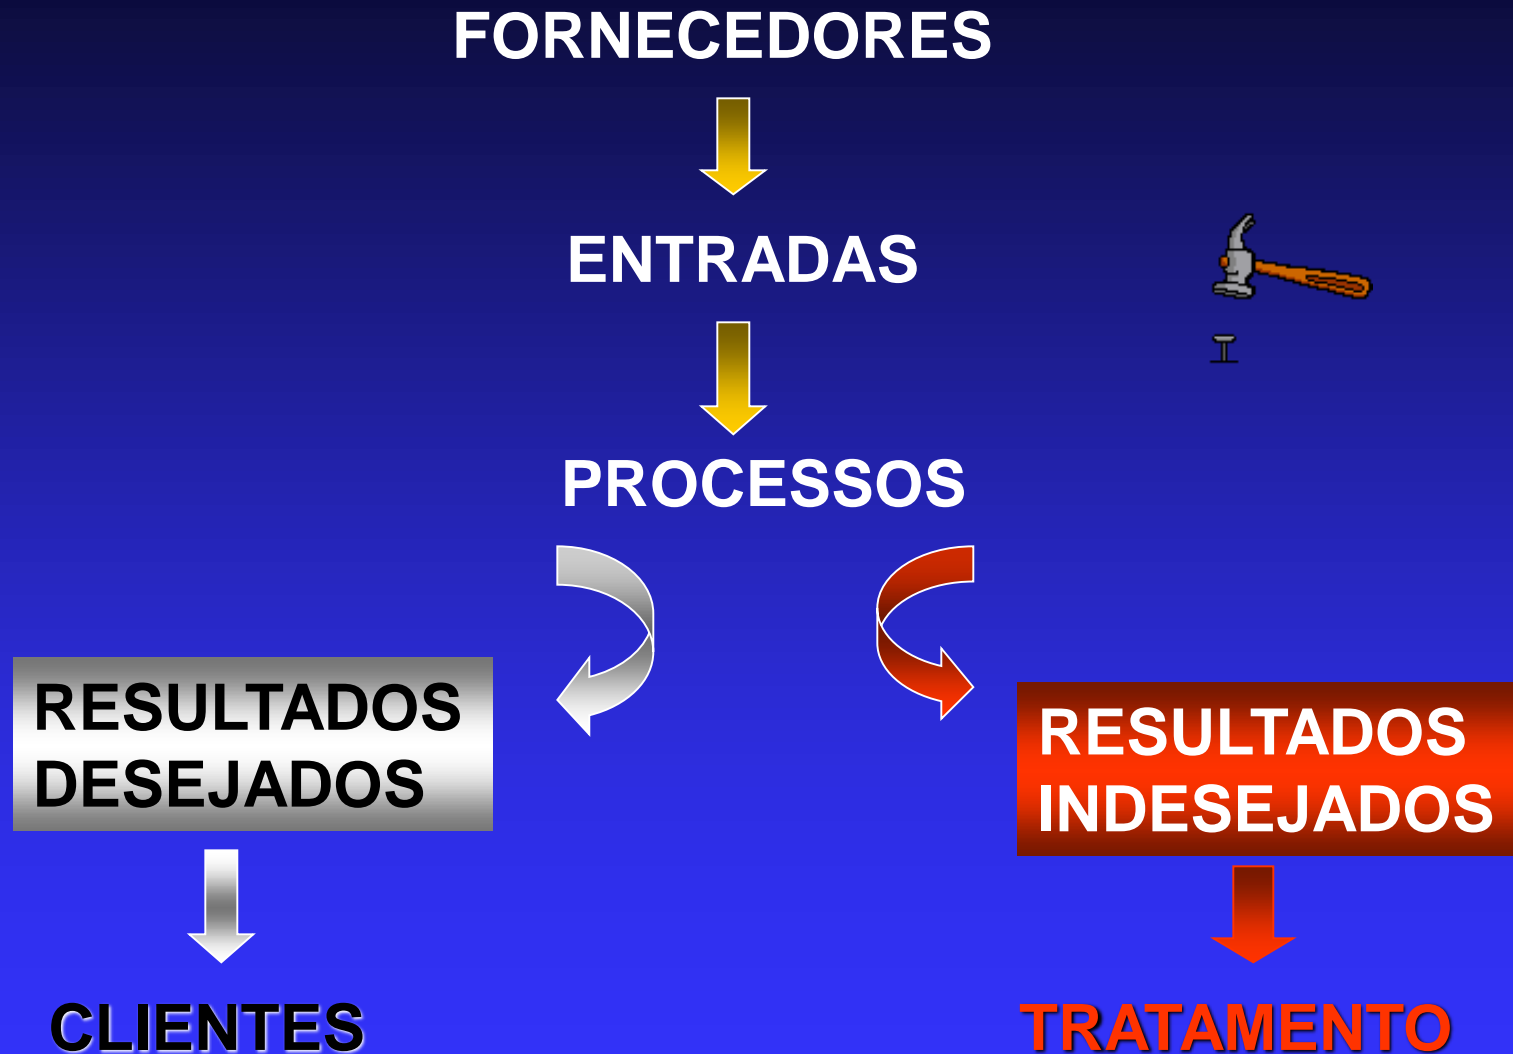 FORNECEDORES
ENTRADAS
PROCESSOS
RESULTADOS
DESEJADOS
RESULTADOS
INDESEJADOS
CLIENTES
TRATAMENTO